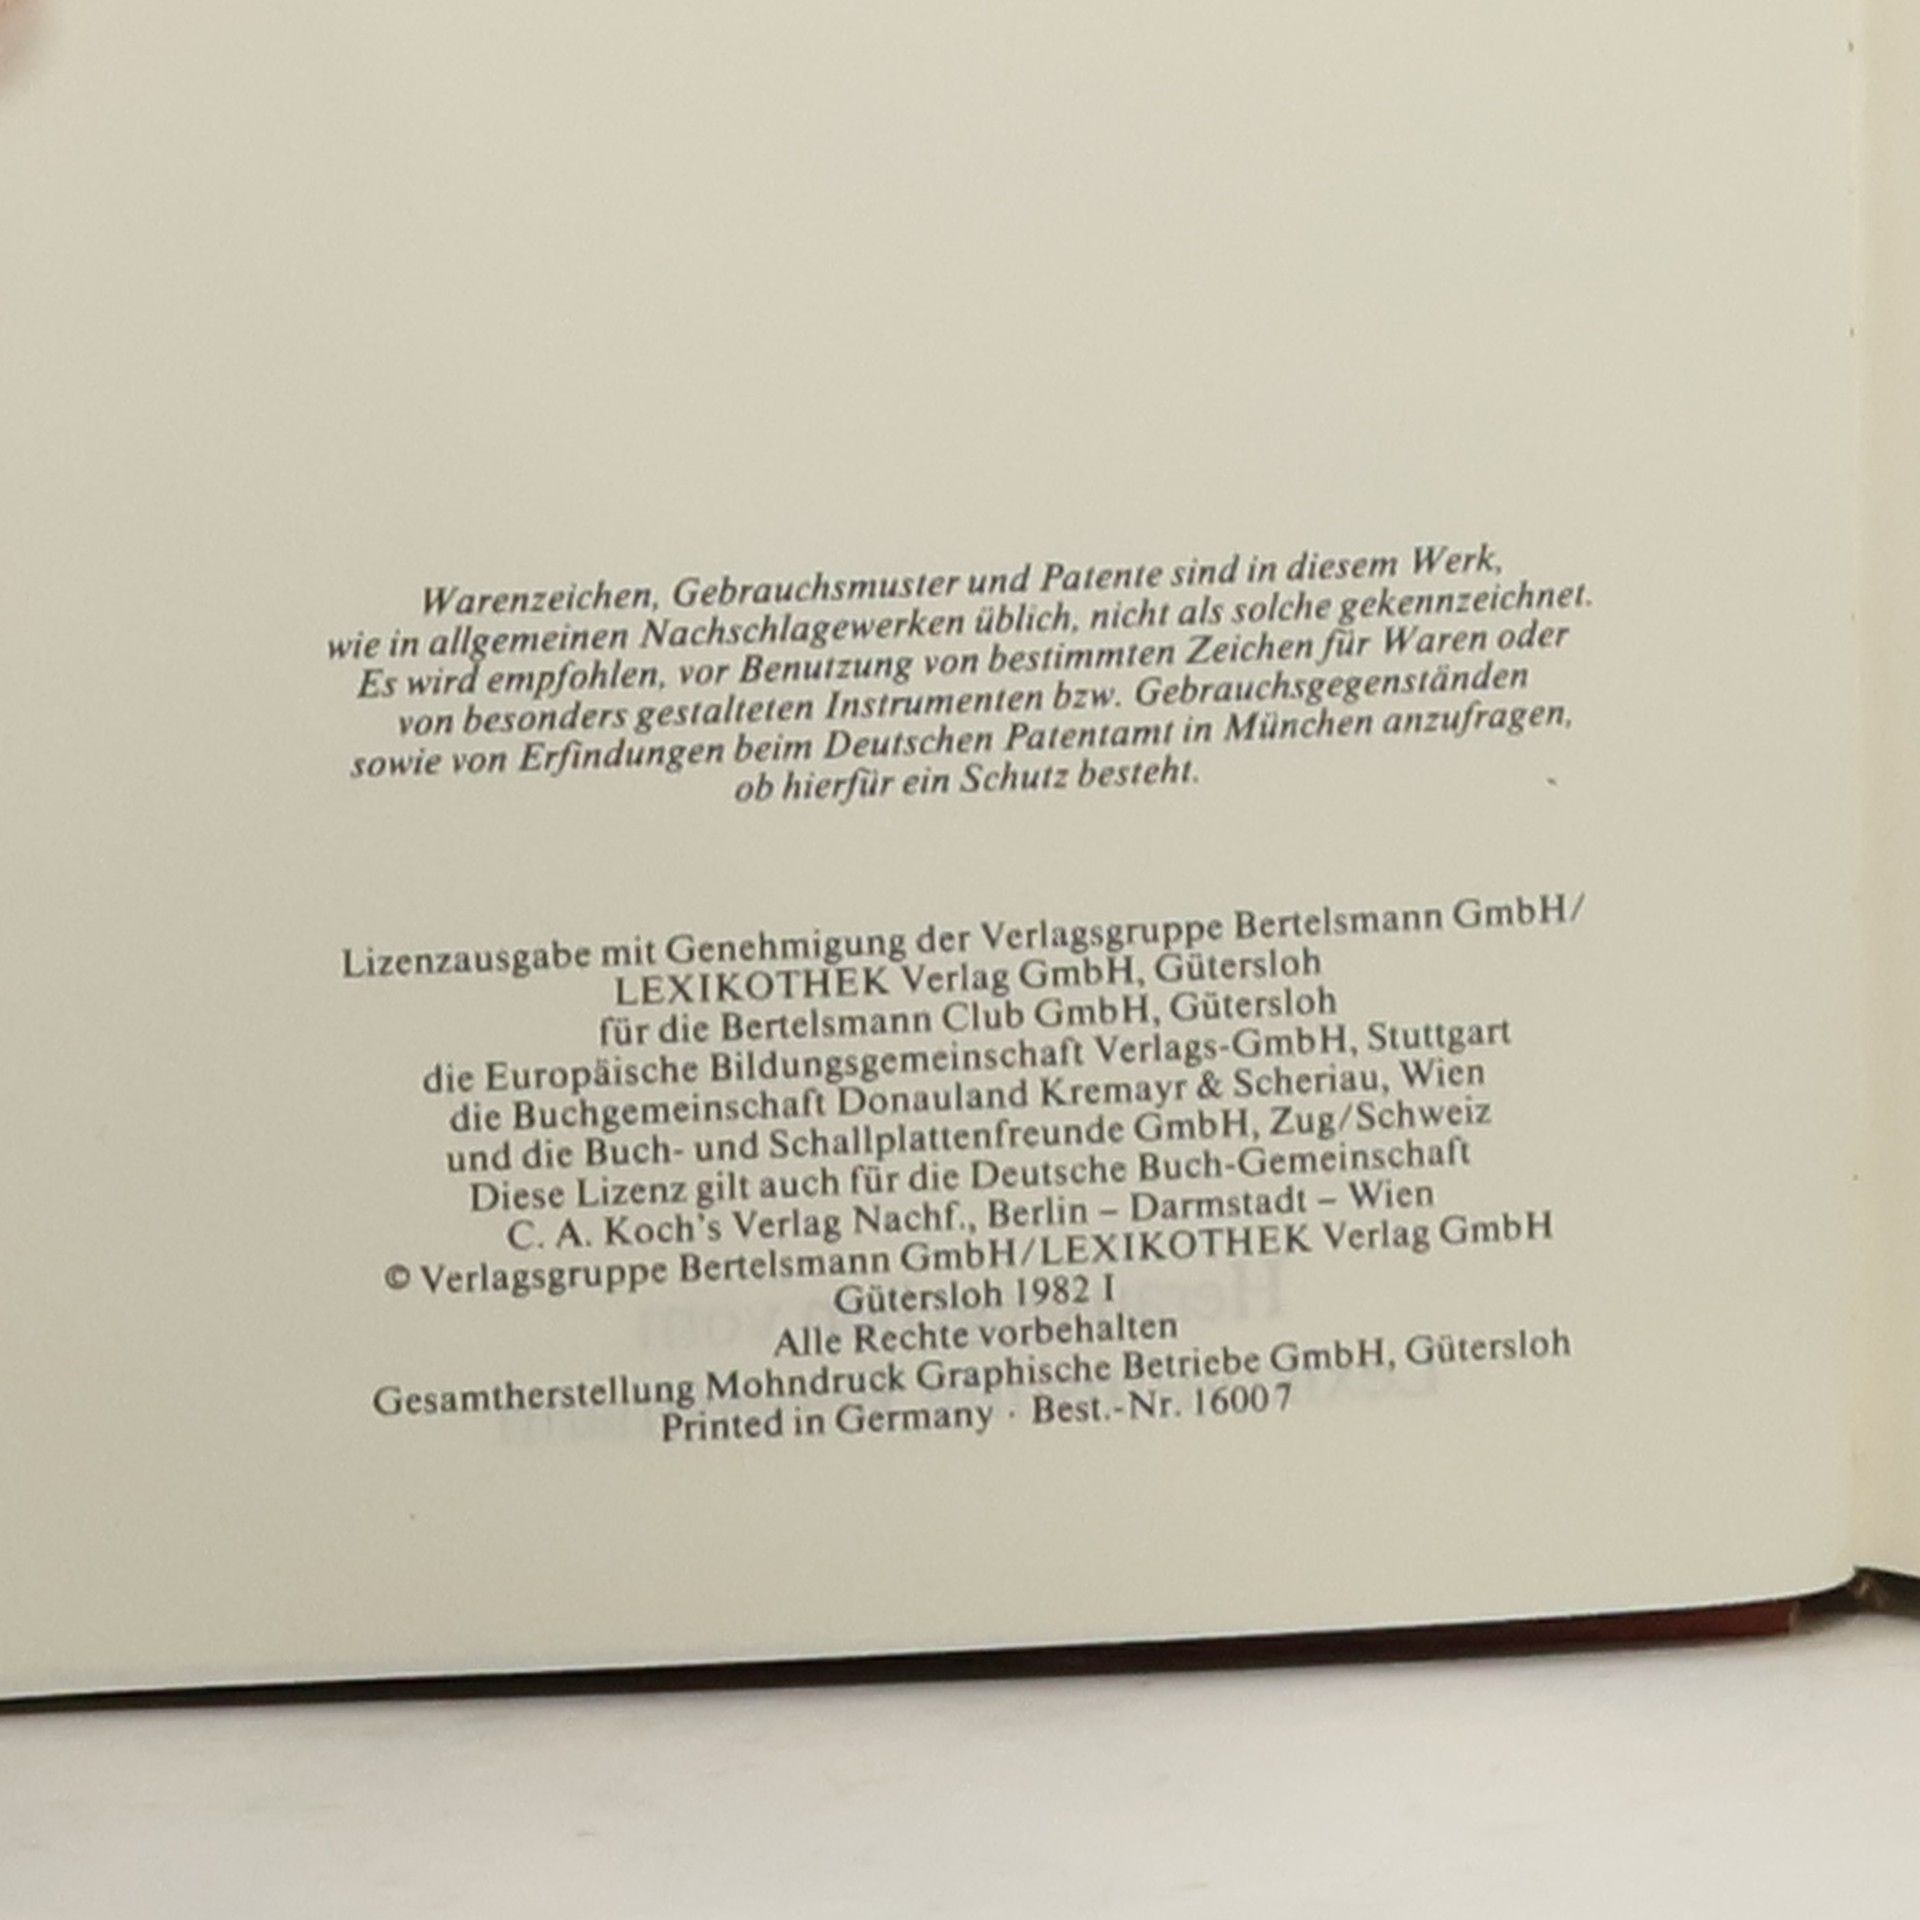 Warenzeichen, Gebrauchsmuster und Patente sind in diesem Werk,
wie in allgemeinen Nachschlagewerken üblich, nicht als solche gekennzeichnet.
Es wird empfohlen, vor Benutzung von bestimmten Zeichen für Waren oder
von besonders gestalteten Instrumenten bzw. Gebrauchsgegenständen
sowie von Erfindungen beim Deutschen Patentamt in München anzufragen,
ob hierfür ein Schutz besteht.
Lizenzausgabe mit Genehmigung der Verlagsgruppe Bertelsmann GmbH/
LEXIKOTHEK Verlag GmbH, Gütersloh
für die Bertelsmann Club GmbH, Gütersloh
die Europäische Bildungsgemeinschaft Verlags-GmbH, Stuttgart
die Buchgemeinschaft Donauland Kremayr & Scheriau, Wien
und die Buch- und Schallplattenfreunde GmbH, Zug/Schweiz
Diese Lizenz gilt auch für die Deutsche Buch-Gemeinschaft
C. A. Koch's Verlag Nachf., Berlin – Darmstadt – Wien
© Verlagsgruppe Bertelsmann GmbH/LEXIKOTHEK Verlag GmbH
Gütersloh 1982 I
Alle Rechte vorbehalten
Gesamtherstellung Mohndruck Graphische Betriebe GmbH, Gütersloh
Printed in Germany · Best.-Nr. 16007